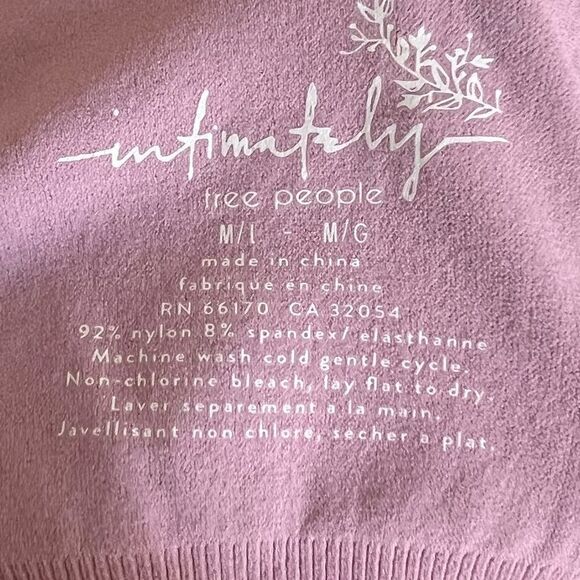 intimately
free people
M/L - M/G
made in china
fabriqué en chine
RN 66170 CA 32054
92% nylon 8% spandex/ elasthanne
Machine wash cold gentle cycle.
Non-chlorine bleach, lay flat to dry.
Laver separement a la main.
Javellisant non chlore, secher a plat.